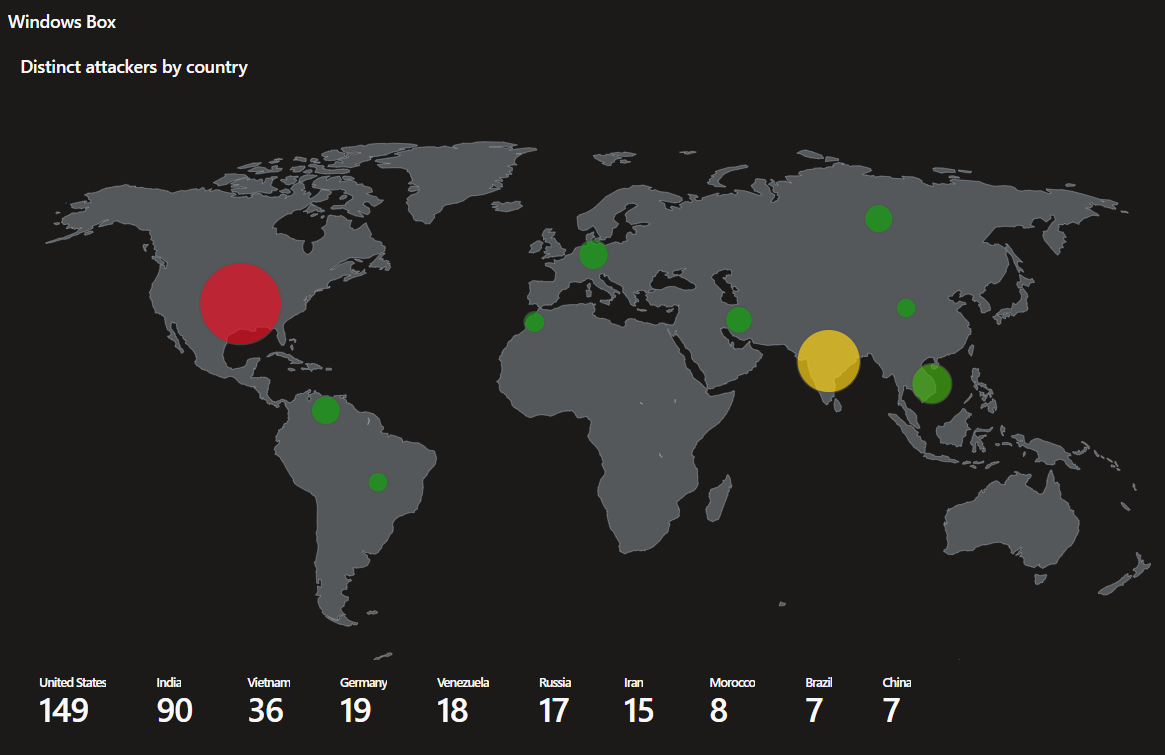 Windows Box
Distinct attackers by country
United States India Vietnam Germany Venezuela Russia Iran Morocco Brazil China
149 90 36 19 18 17 15 8 7 7